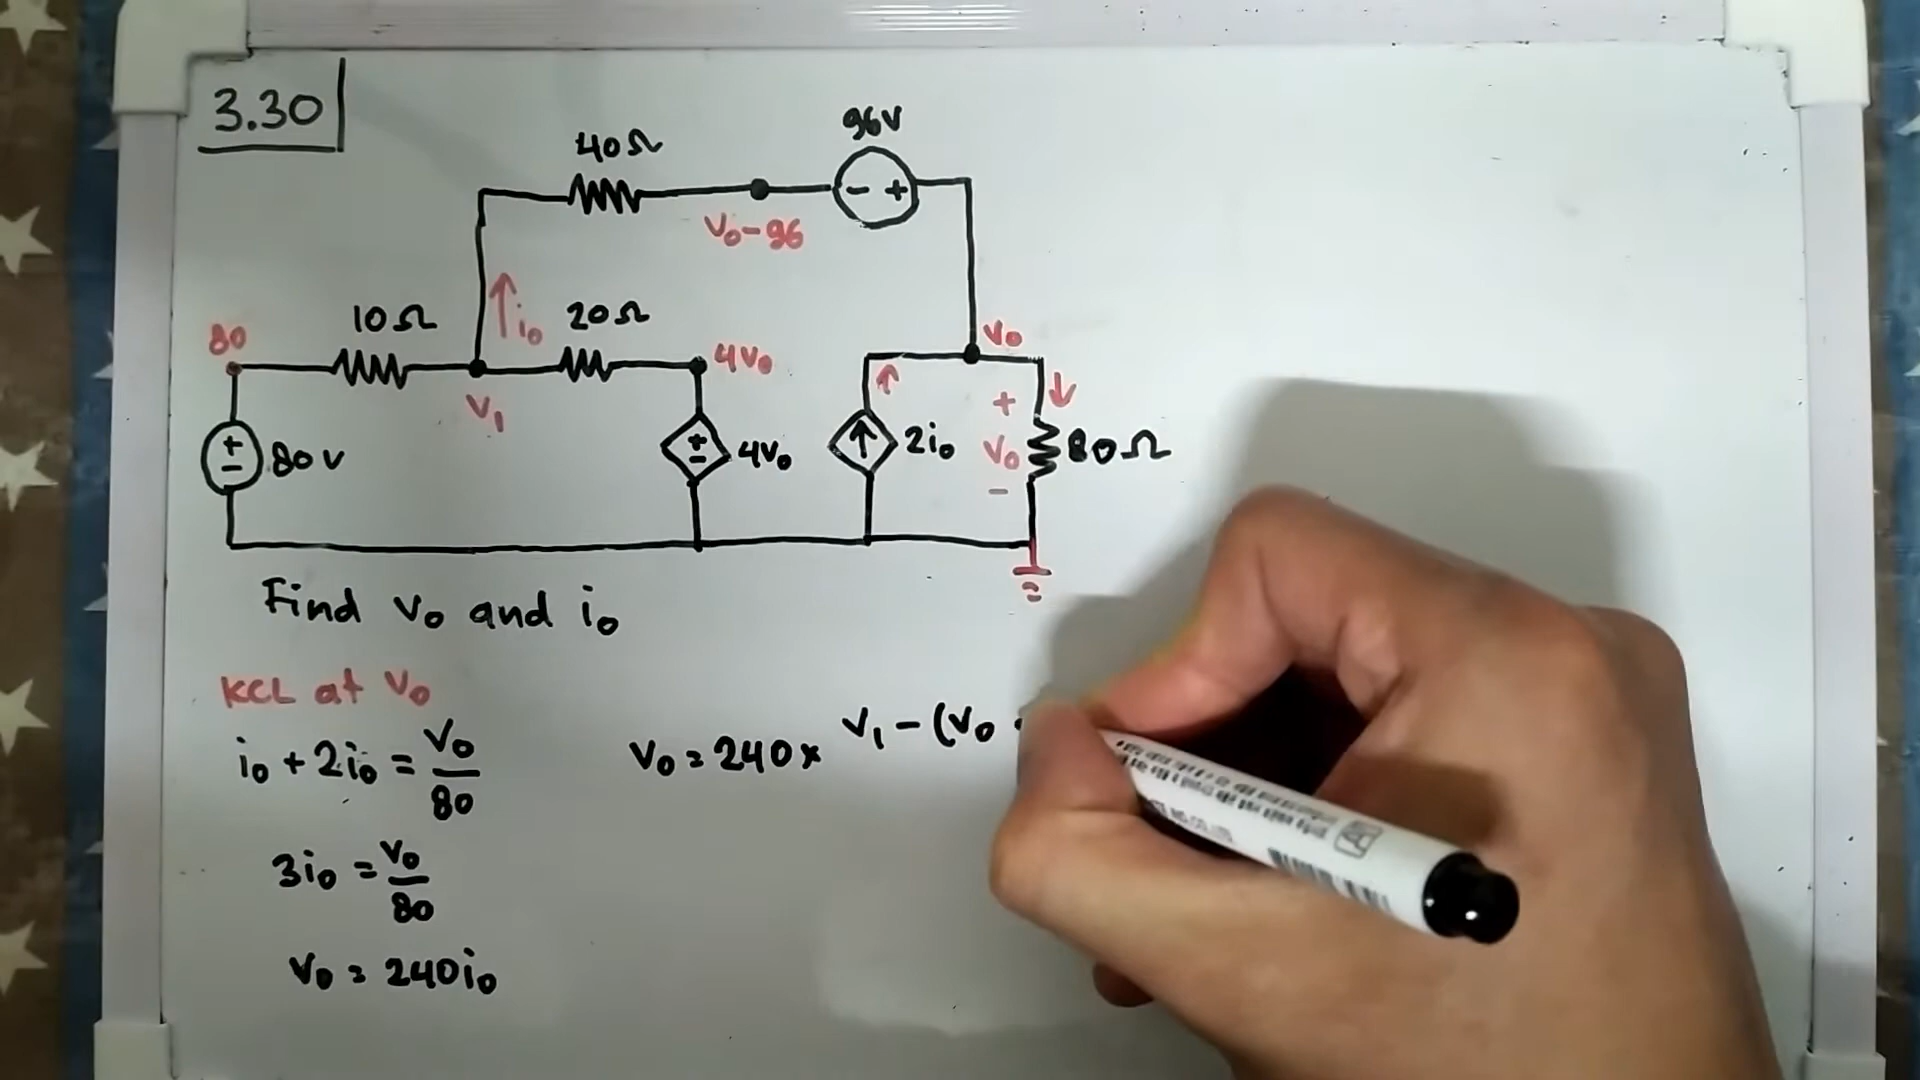 3.30
96V
40Ω
- +
V₀-96
80
10Ω
i₀
20Ω
4V₀
V₀
V₁
+
V₀
-
+
-
80V
+
-
4V₀
2i₀
80Ω
Find V₀ and i₀
KCL at V₀
i₀ + 2i₀ = V₀/80
3i₀ = V₀/80
V₀ = 240i₀
V₀ = 240 × V₁ - (V₀